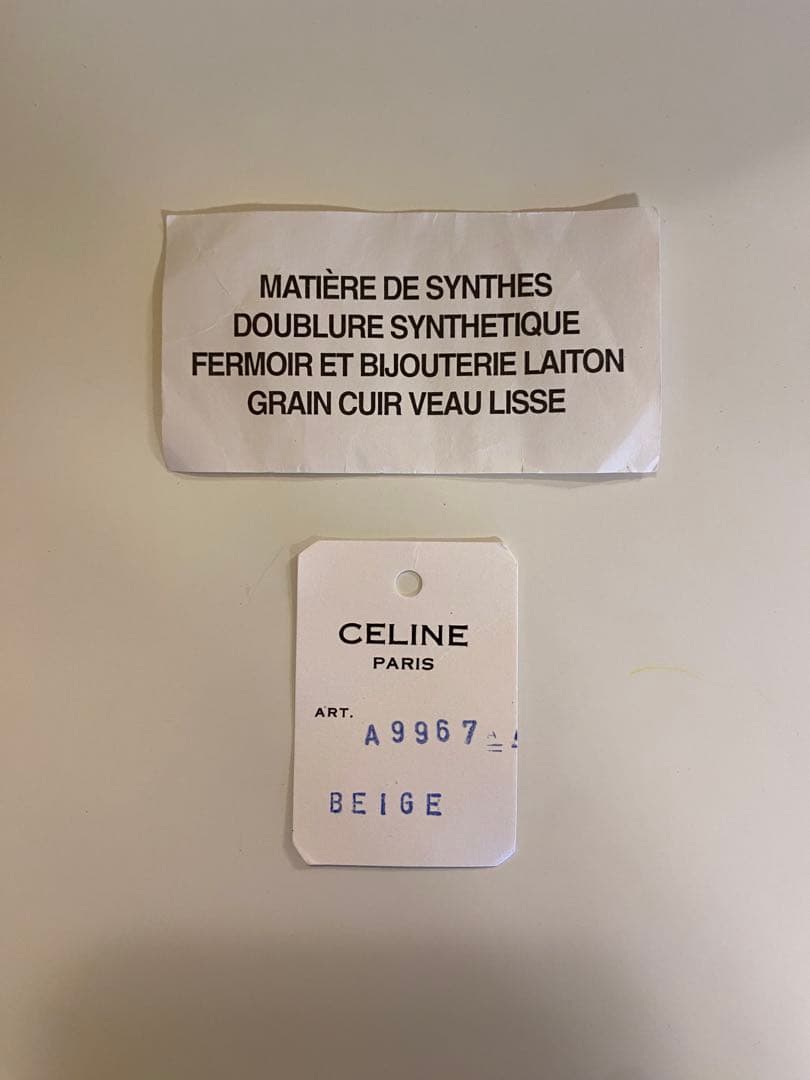 MATIÈRE DE SYNTHES
DOUBLURE SYNTHETIQUE
FERMOIR ET BIJOUTERIE LAITON
GRAIN CUIR VEAU LISSE
CELINE
PARIS
ART.
A9967
BEIGE